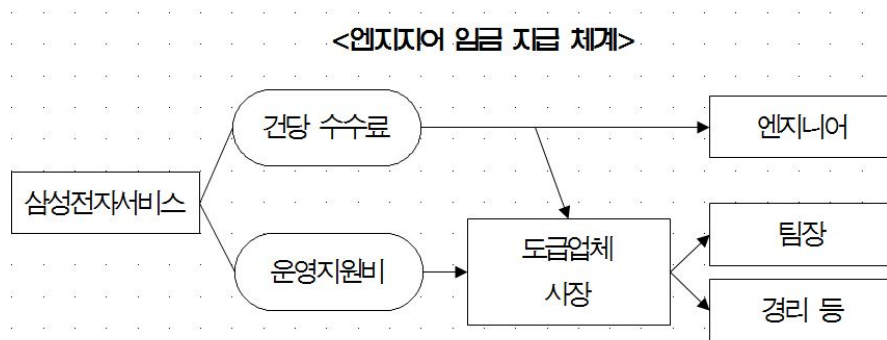 <엔지지어 임금 지급 체계>
건당 수수료
엔지니어
삼성전자서비스
운영지원비
도급업체
사장
팀장
경리 등